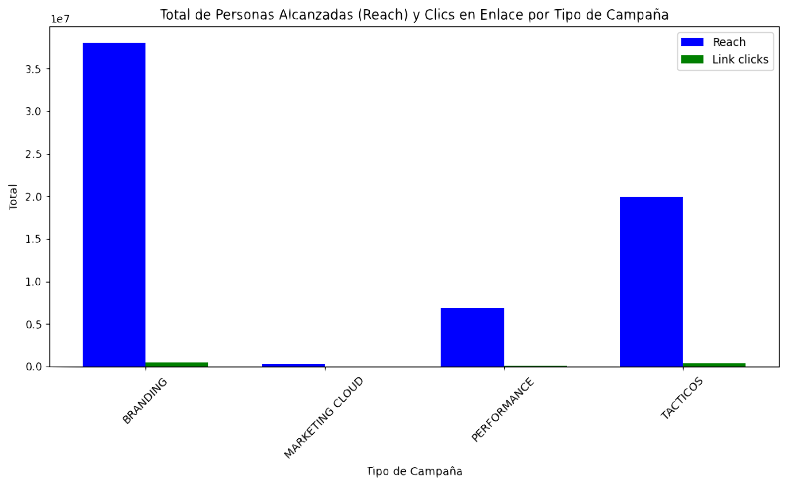 Total de Personas Alcanzadas (Reach) y Clics en Enlace por Tipo de Campaña
1e7
Reach
Link clicks
3.5
3.0
2.5
2.0
1.5
1.0
0.5
0.0
Total
BRANDING
MARKETING CLOUD
PERFORMANCE
TACTICOS
Tipo de Campaña